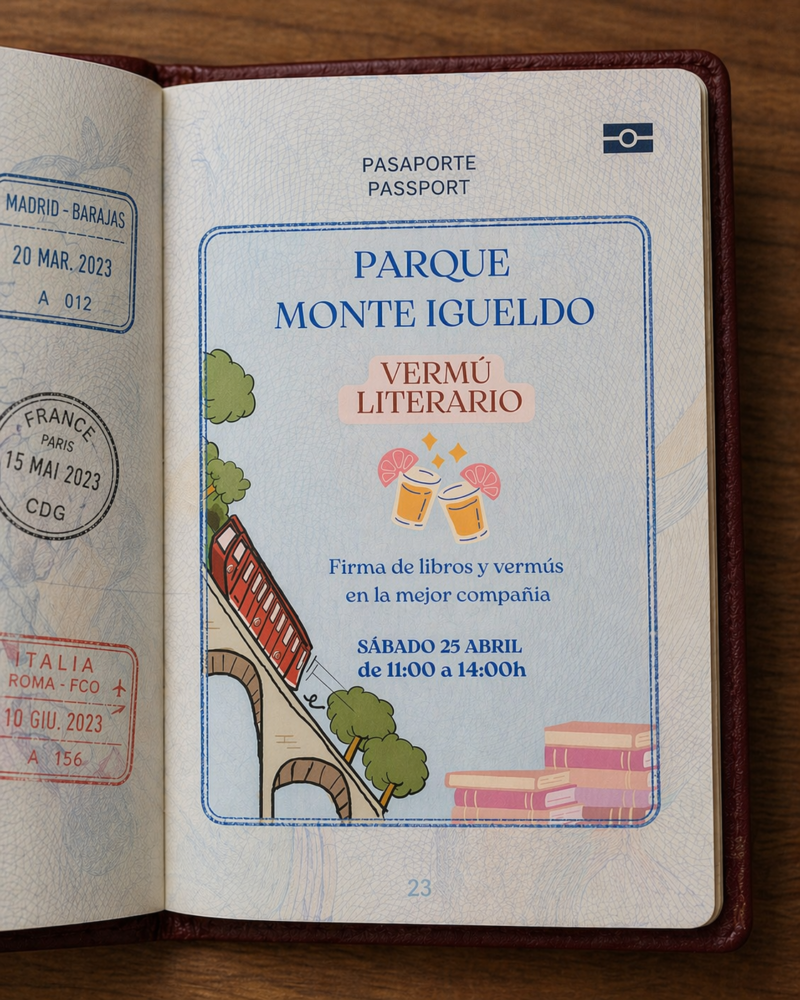 MADRID - BARAJAS
20 MAR. 2023
A 012
FRANCE
PARIS
15 MAI 2023
CDG
ITALIA
ROMA - FCO
10 GIU. 2023
A 156
PASAPORTE
PASSPORT
PARQUE
MONTE IGUELDO
VERMÚ
LITERARIO
Firma de libros y vermús
en la mejor compañia
SÁBADO 25 ABRIL
de 11:00 a 14:00h
23